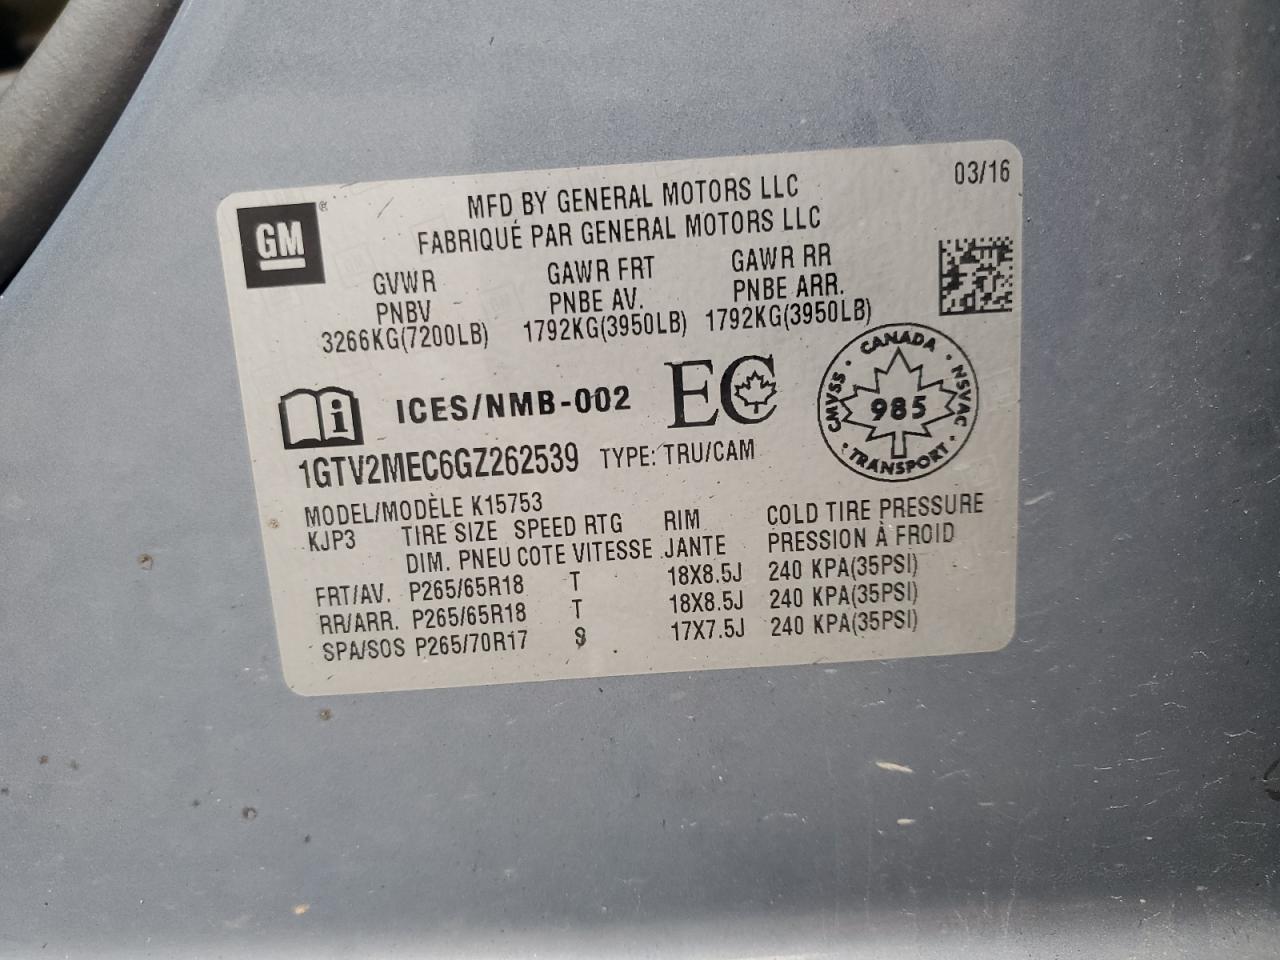 MFD BY GENERAL MOTORS LLC 03/16
GM ®
FABRIQUÉ PAR GENERAL MOTORS LLC
GVWR GAWR FRT GAWR RR
PNBV PNBE AV. PNBE ARR.
3266KG(7200LB) 1792KG(3950LB) 1792KG(3950LB)
i ICES/NMB-002 EC
CANADA
CMVSS 985 NSVAC
TRANSPORT
1GTV2MEC6GZ262539 TYPE: TRU/CAM
MODEL/MODÈLE K15753
KJP3 TIRE SIZE SPEED RTG RIM COLD TIRE PRESSURE
DIM. PNEU COTE VITESSE JANTE PRESSION À FROID
FRT/AV. P265/65R18 T 18X8.5J 240 KPA(35PSI)
RR/ARR. P265/65R18 T 18X8.5J 240 KPA(35PSI)
SPA/SOS P265/70R17 S 17X7.5J 240 KPA(35PSI)